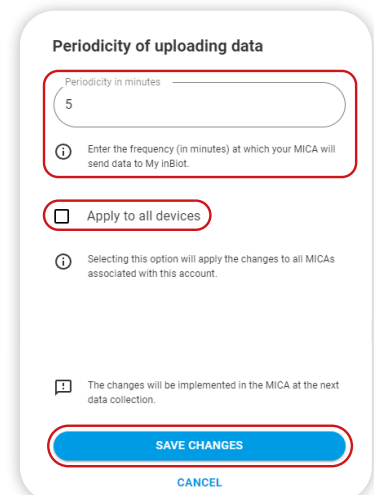 Periodicity of uploading data
Periodicity in minutes
5
Enter the frequency (in minutes) at which your MICA will
send data to My inBiot.
Apply to all devices
Selecting this option will apply the changes to all MICAs
associated with this account.
The changes will be implemented in the MICA at the next
data collection.
SAVE CHANGES
CANCEL